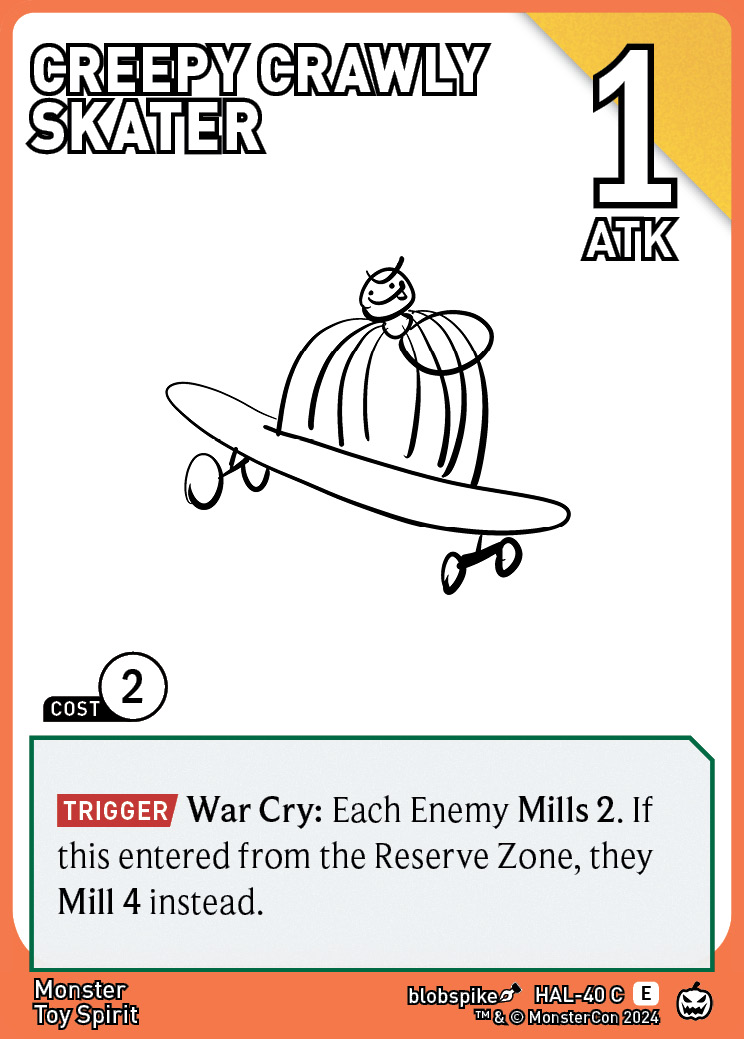 CREEPY CRAWLY
SKATER
1
ATK
COST 2
TRIGGER War Cry: Each Enemy Mills 2. If
this entered from the Reserve Zone, they
Mill 4 instead.
Monster
Toy Spirit
blobspike HAL-40 C E
™ & © MonsterCon 2024